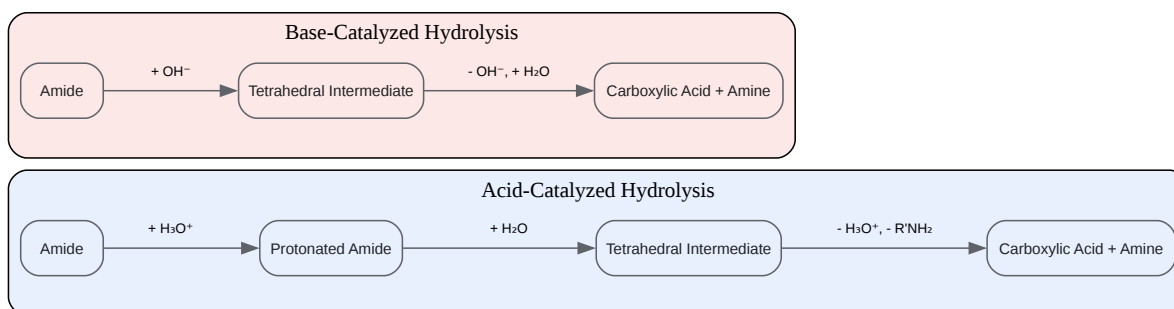 Base-Catalyzed Hydrolysis
+ OH⁻
- OH⁻, + H₂O
Amide
Tetrahedral Intermediate
Carboxylic Acid + Amine
Acid-Catalyzed Hydrolysis
+ H₃O⁺
+ H₂O
- H₃O⁺, - R'NH₂
Amide
Protonated Amide
Tetrahedral Intermediate
Carboxylic Acid + Amine